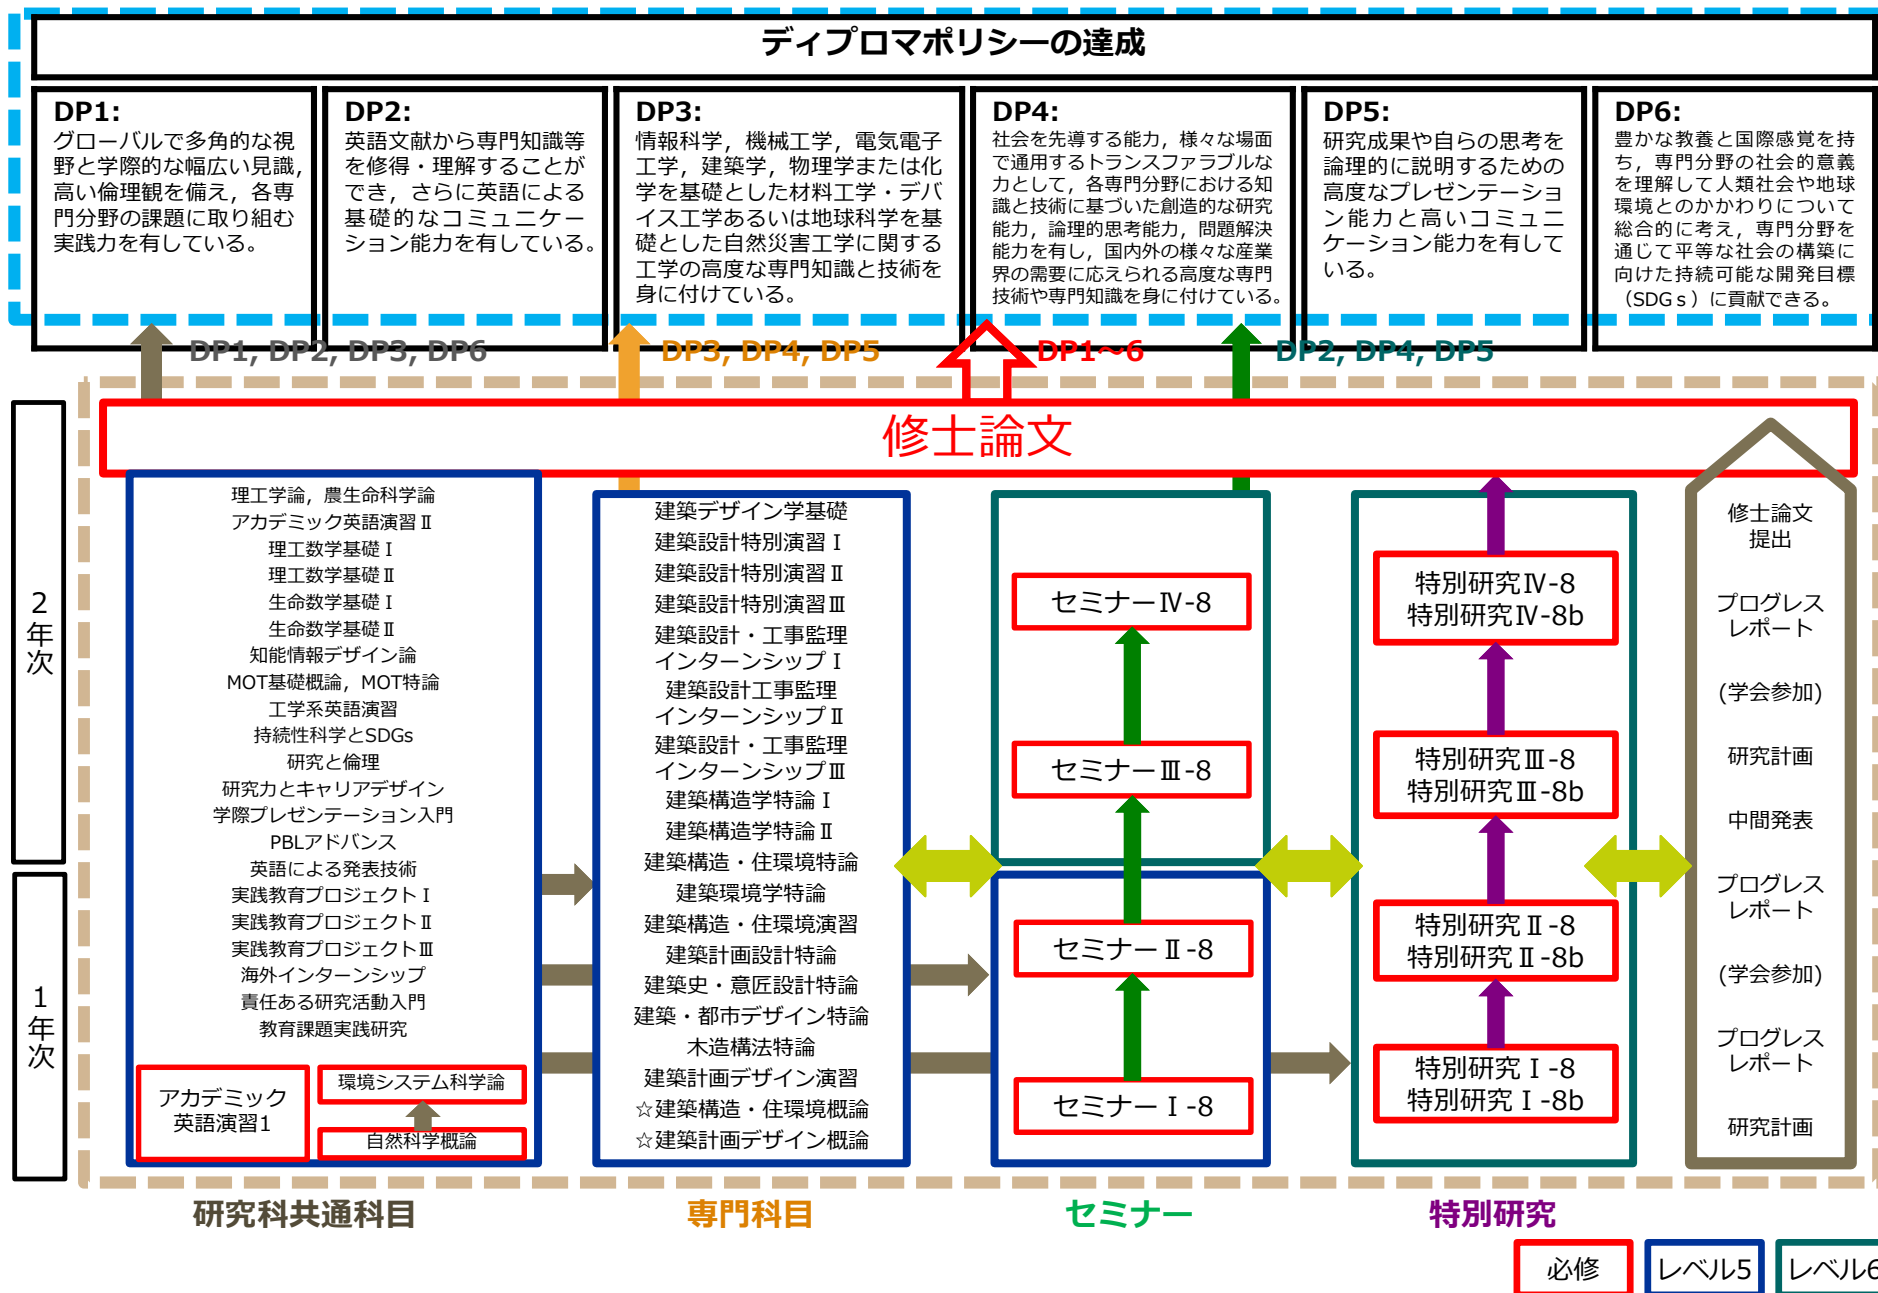 ディプロマポリシーの達成
DP1:
グローバルで多角的な視
野と学際的な幅広い見識,
高い倫理観を備え，各専
門分野の課題に取り組む
実践力を有している。
DP2:
英語文献から専門知識等
を修得・理解することが
でき，さらに英語による
基礎的なコミュニケー
ション能力を有している。
DP3:
情報科学，機械工学，電気電子
工学，建築学，物理学または化
学を基礎とした材料工学・デバ
イス工学あるいは地球科学を基
礎とした自然災害工学に関する
工学の高度な専門知識と技術を
身に付けている。
DP4:
社会を先導する能力，様々な場面
で通用するトランスファラブルな
力として，各専門分野における知
識と技術に基づいた創造的な研究
能力，論理的思考能力，問題解決
能力を有し，国内外の様々な産業
界の需要に応えられる高度な専門
技術や専門知識を身に付けている。
DP5:
研究成果や自らの思考を
論理的に説明するための
高度なプレゼンテーショ
ン能力と高いコミュニ
ケーション能力を有して
いる。
DP6:
豊かな教養と国際感覚を持
ち，専門分野の社会的意義
を理解して人類社会や地球
環境とのかかわりについて
総合的に考え，専門分野を
通じて平等な社会の構築に
向けた持続可能な開発目標
（SDGｓ）に貢献できる。
DP1, DP2, DP3, DP6
DP3, DP4, DP5
DP1～6
DP2, DP4, DP5
修士論文
2年次
1年次
理工学論，農生命科学論
アカデミック英語演習Ⅱ
理工数学基礎Ⅰ
理工数学基礎Ⅱ
生命数学基礎Ⅰ
生命数学基礎Ⅱ
知能情報デザイン論
MOT基礎概論，MOT特論
工学系英語演習
持続性科学とSDGs
研究と倫理
研究力とキャリアデザイン
学際プレゼンテーション入門
PBLアドバンス
英語による発表技術
実践教育プロジェクトⅠ
実践教育プロジェクトⅡ
実践教育プロジェクトⅢ
海外インターンシップ
責任ある研究活動入門
教育課題実践研究
アカデミック
英語演習1
環境システム科学論
自然科学概論
建築デザイン学基礎
建築設計特別演習Ⅰ
建築設計特別演習Ⅱ
建築設計特別演習Ⅲ
建築設計・工事監理
インターンシップⅠ
建築設計工事監理
インターンシップⅡ
建築設計・工事監理
インターンシップⅢ
建築構造学特論Ⅰ
建築構造学特論Ⅱ
建築構造・住環境特論
建築環境学特論
建築構造・住環境演習
建築計画設計特論
建築史・意匠設計特論
建築・都市デザイン特論
木造構法特論
建築計画デザイン演習
☆建築構造・住環境概論
☆建築計画デザイン概論
セミナーⅣ-8
セミナーⅢ-8
セミナーⅡ-8
セミナーⅠ-8
特別研究Ⅳ-8
特別研究Ⅳ-8b
特別研究Ⅲ-8
特別研究Ⅲ-8b
特別研究Ⅱ-8
特別研究Ⅱ-8b
特別研究Ⅰ-8
特別研究Ⅰ-8b
修士論文
提出
プログレス
レポート
(学会参加)
研究計画
中間発表
プログレス
レポート
(学会参加)
プログレス
レポート
研究計画
研究科共通科目
専門科目
セミナー
特別研究
必修
レベル5
レベル6